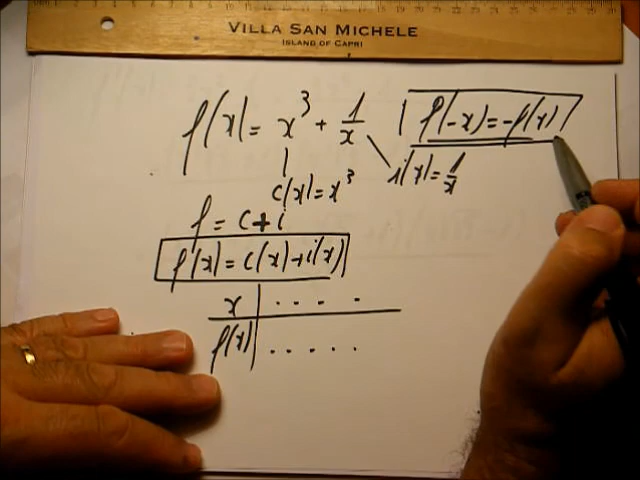 VILLA SAN MICHELE
ISLAND OF CAPRI
f(x) = x³ + 1/x
f(-x) = -f(x)
c(x) = x³
i(x) = 1/x
f = c + i
f(x) = c(x) + i(x)
x | . . . .
f(x) | . . . . .